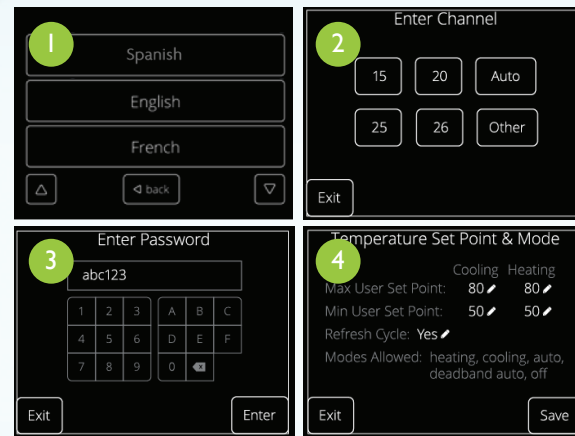 1
Spanish
English
French
back
2
Enter Channel
15 20 Auto
25 26 Other
Exit
3
Enter Password
abc123
1 2 3 A B C
4 5 6 D E F
7 8 9 0
Exit Enter
4
Temperature Set Point & Mode
Cooling Heating
Max User Set Point: 80 80
Min User Set Point: 50 50
Refresh Cycle: Yes
Modes Allowed: heating, cooling, auto,
deadband auto, off
Exit Save